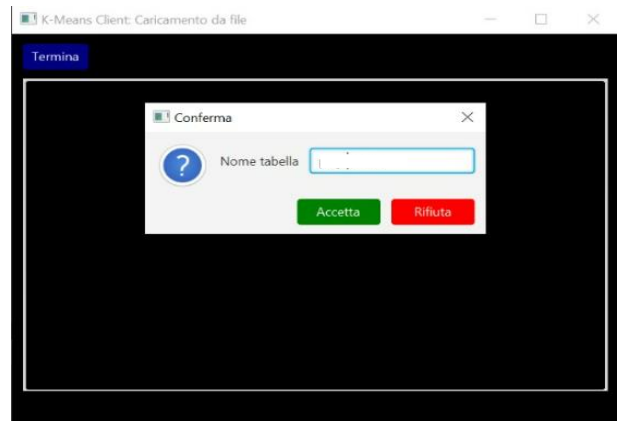 K-Means Client: Caricamento da file
Termina
Conferma
Nome tabella
Accetta Rifiuta